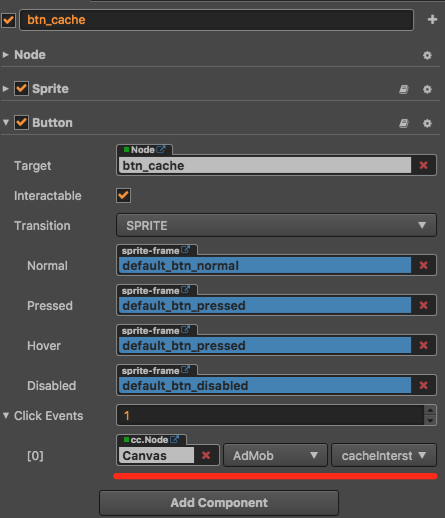 btn_cache
Node
Sprite
Button
Node
Target btn_cache
Interactable
Transition SPRITE
sprite-frame
Normal default_btn_normal
sprite-frame
Pressed default_btn_pressed
sprite-frame
Hover default_btn_pressed
sprite-frame
Disabled default_btn_disabled
Click Events 1
cc.Node
[0] Canvas AdMob cacheInterst
Add Component